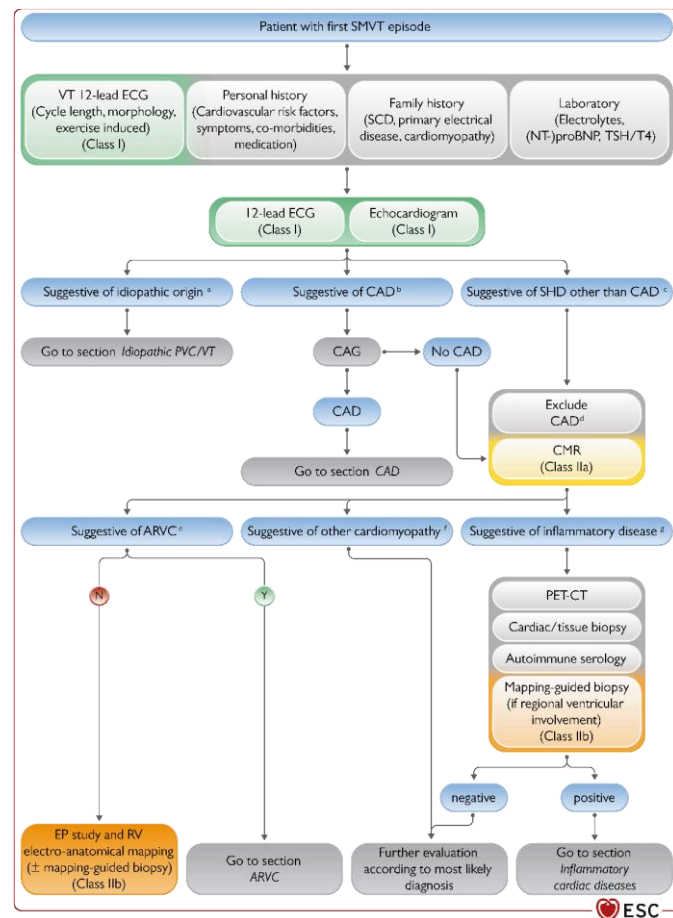 Patient with first SMVT episode
VT 12-lead ECG
(Cycle length, morphology,
exercise induced)
(Class I)
Personal history
(Cardiovascular risk factors,
symptoms, co-morbidities,
medication)
Family history
(SCD, primary electrical
disease, cardiomyopathy)
Laboratory
(Electrolytes,
(NT-)proBNP, TSH/T4)
12-lead ECG
(Class I)
Echocardiogram
(Class I)
Suggestive of idiopathic origin a
Suggestive of CAD b
Suggestive of SHD other than CAD c
Go to section Idiopathic PVC/VT
CAG
No CAD
CAD
Go to section CAD
Exclude
CAD d
CMR
(Class IIa)
Suggestive of ARVC e
Suggestive of other cardiomyopathy f
Suggestive of inflammatory disease g
N
Y
PET-CT
Cardiac/tissue biopsy
Autoimmune serology
Mapping-guided biopsy
(if regional ventricular
involvement)
(Class IIb)
negative
positive
EP study and RV
electro-anatomical mapping
(± mapping-guided biopsy)
(Class IIb)
Go to section
ARVC
Further evaluation
according to most likely
diagnosis
Go to section
Inflammatory
cardiac diseases
ESC